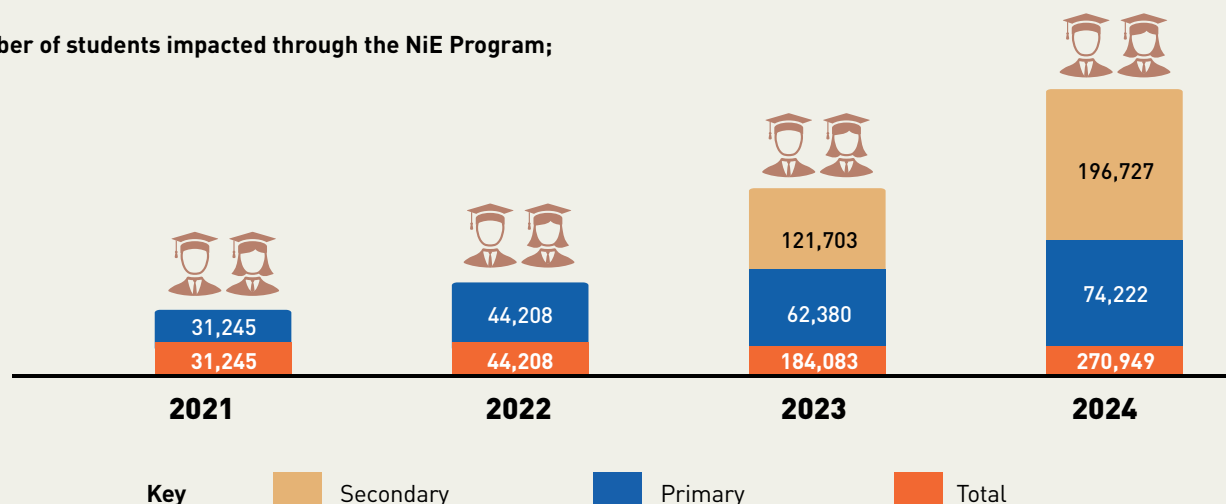 of students impacted through the NiE Program;
196,727
121,703
74,222
44,208
62,380
31,245
31,245
44,208
184,083
270,949
2021
2022
2023
2024
Key
Secondary
Primary
Total